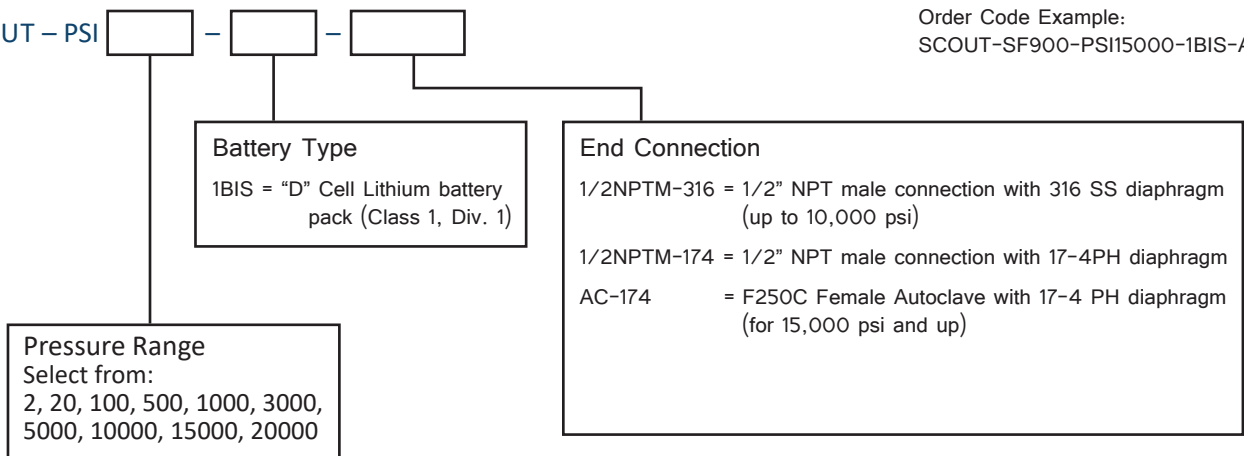 UT – PSI – –
Order Code Example:
SCOUT-SF900-PSI15000-1BIS-A
Battery Type
1BIS = “D” Cell Lithium battery
pack (Class 1, Div. 1)
End Connection
1/2NPTM-316 = 1/2” NPT male connection with 316 SS diaphragm
(up to 10,000 psi)
1/2NPTM-174 = 1/2” NPT male connection with 17-4PH diaphragm
AC-174 = F250C Female Autoclave with 17-4 PH diaphragm
(for 15,000 psi and up)
Pressure Range
Select from:
2, 20, 100, 500, 1000, 3000,
5000, 10000, 15000, 20000